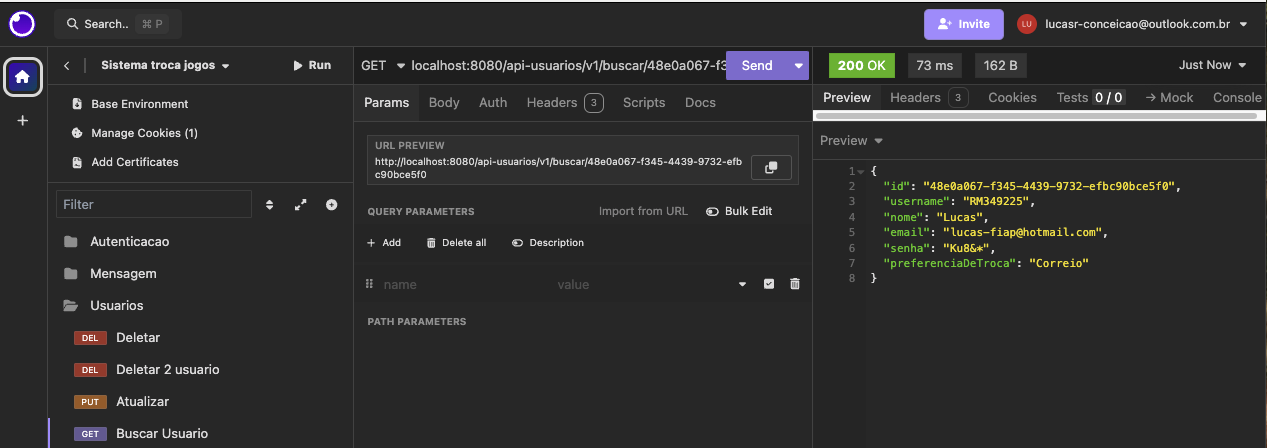 Search.. ⌘ P
Invite
LU lucasr-conceicao@outlook.com.br
Sistema troca jogos
Run
Base Environment
Manage Cookies (1)
Add Certificates
Filter
Autenticacao
Mensagem
Usuarios
DEL Deletar
DEL Deletar 2 usuario
PUT Atualizar
GET Buscar Usuario
GET localhost:8080/api-usuarios/v1/buscar/48e0a067-f3
Send
Params Body Auth Headers 3 Scripts Docs
URL PREVIEW
http://localhost:8080/api-usuarios/v1/buscar/48e0a067-f345-4439-9732-efb
c90bce5f0
QUERY PARAMETERS Import from URL Bulk Edit
+ Add Delete all Description
name value
PATH PARAMETERS
200 OK 73 ms 162 B Just Now
Preview Headers 3 Cookies Tests 0 / 0 → Mock Console
Preview
1 {
2 "id": "48e0a067-f345-4439-9732-efbc90bce5f0",
3 "username": "RM349225",
4 "nome": "Lucas",
5 "email": "lucas-fiap@hotmail.com",
6 "senha": "Ku8&*",
7 "preferenciaDeTroca": "Correio"
8 }